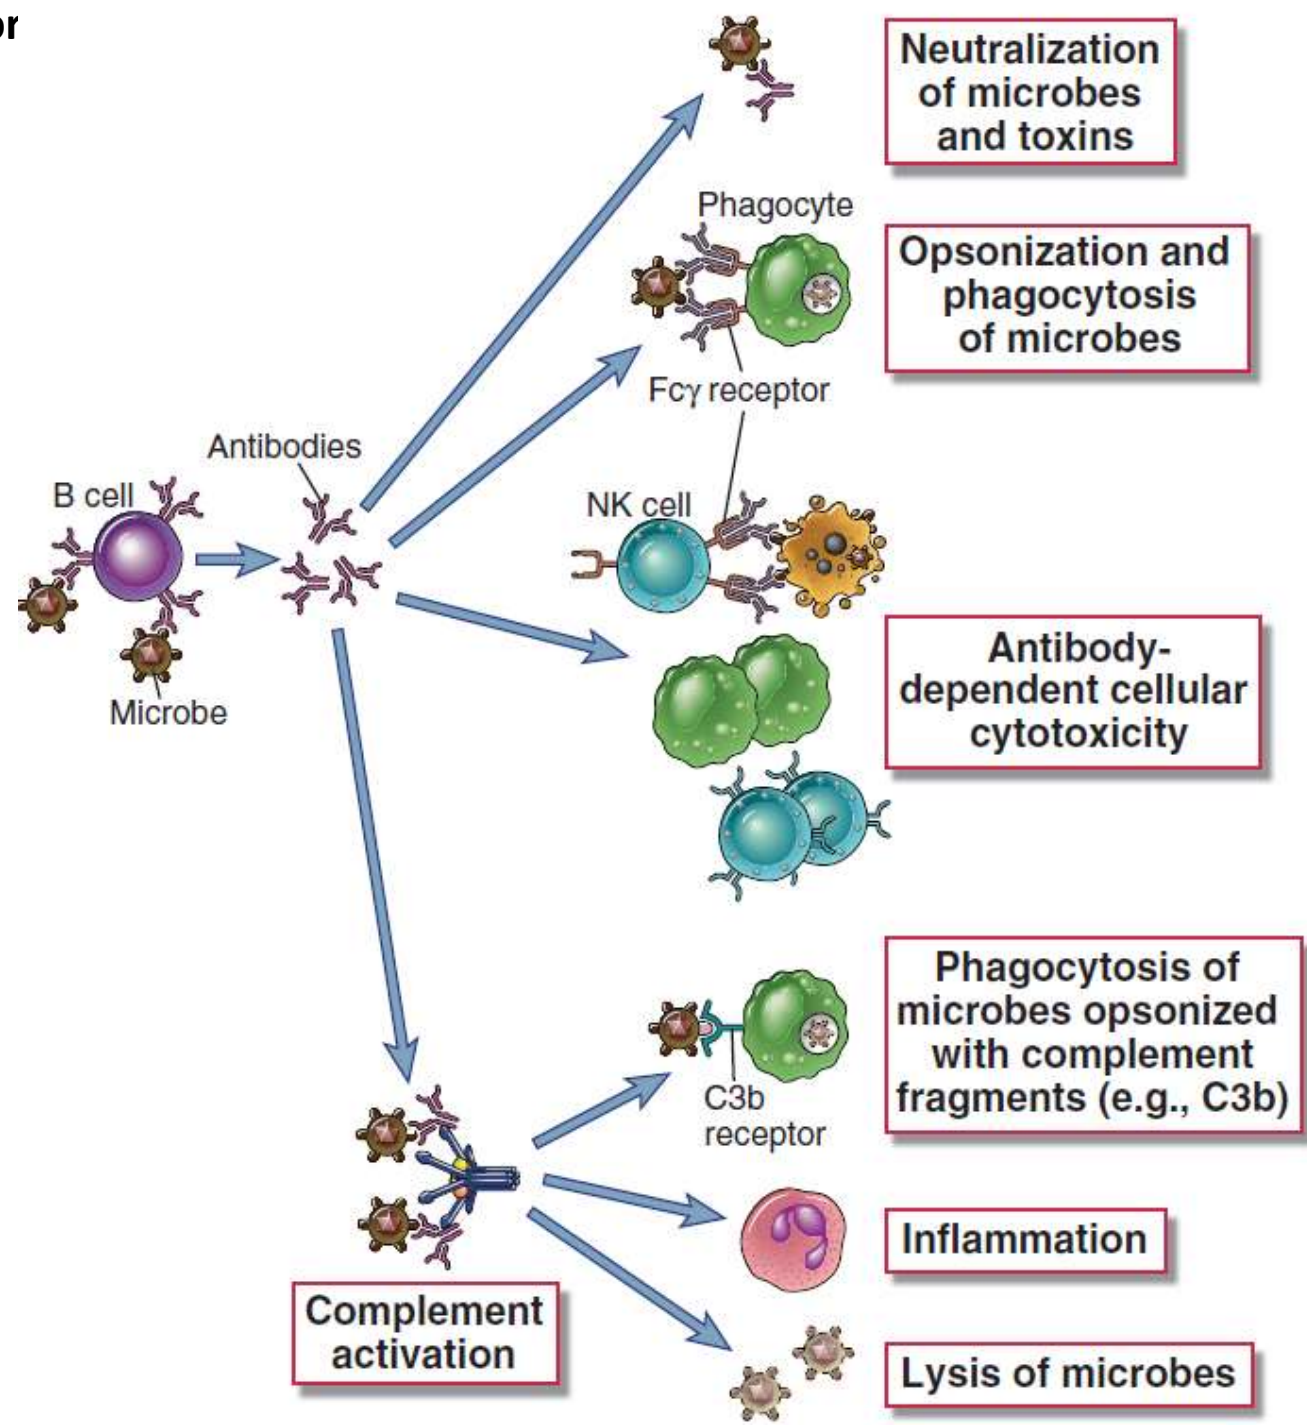 or
Neutralization
of microbes
and toxins
Phagocyte
Opsonization and
phagocytosis
of microbes
Fcγ receptor
Antibodies
B cell
NK cell
Microbe
Antibody-
dependent cellular
cytotoxicity
Phagocytosis of
microbes opsonized
with complement
fragments (e.g., C3b)
C3b
receptor
Inflammation
Complement
activation
Lysis of microbes